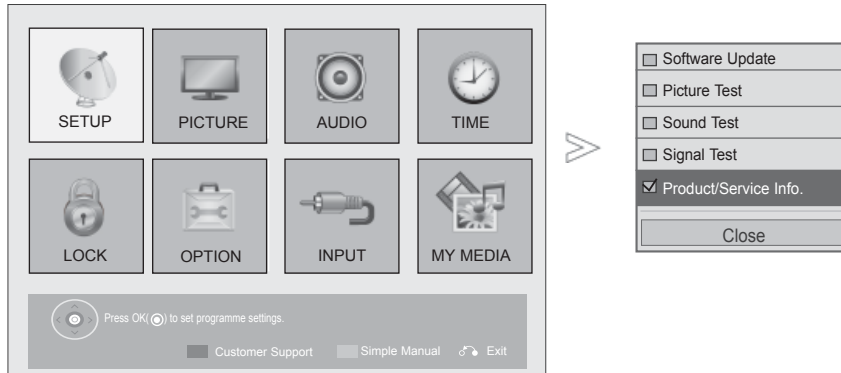 SETUP
PICTURE
AUDIO
TIME
LOCK
OPTION
INPUT
MY MEDIA
Press OK( ) to set programme settings.
Customer Support
Simple Manual
Exit
Software Update
Picture Test
Sound Test
Signal Test
Product/Service Info.
Close